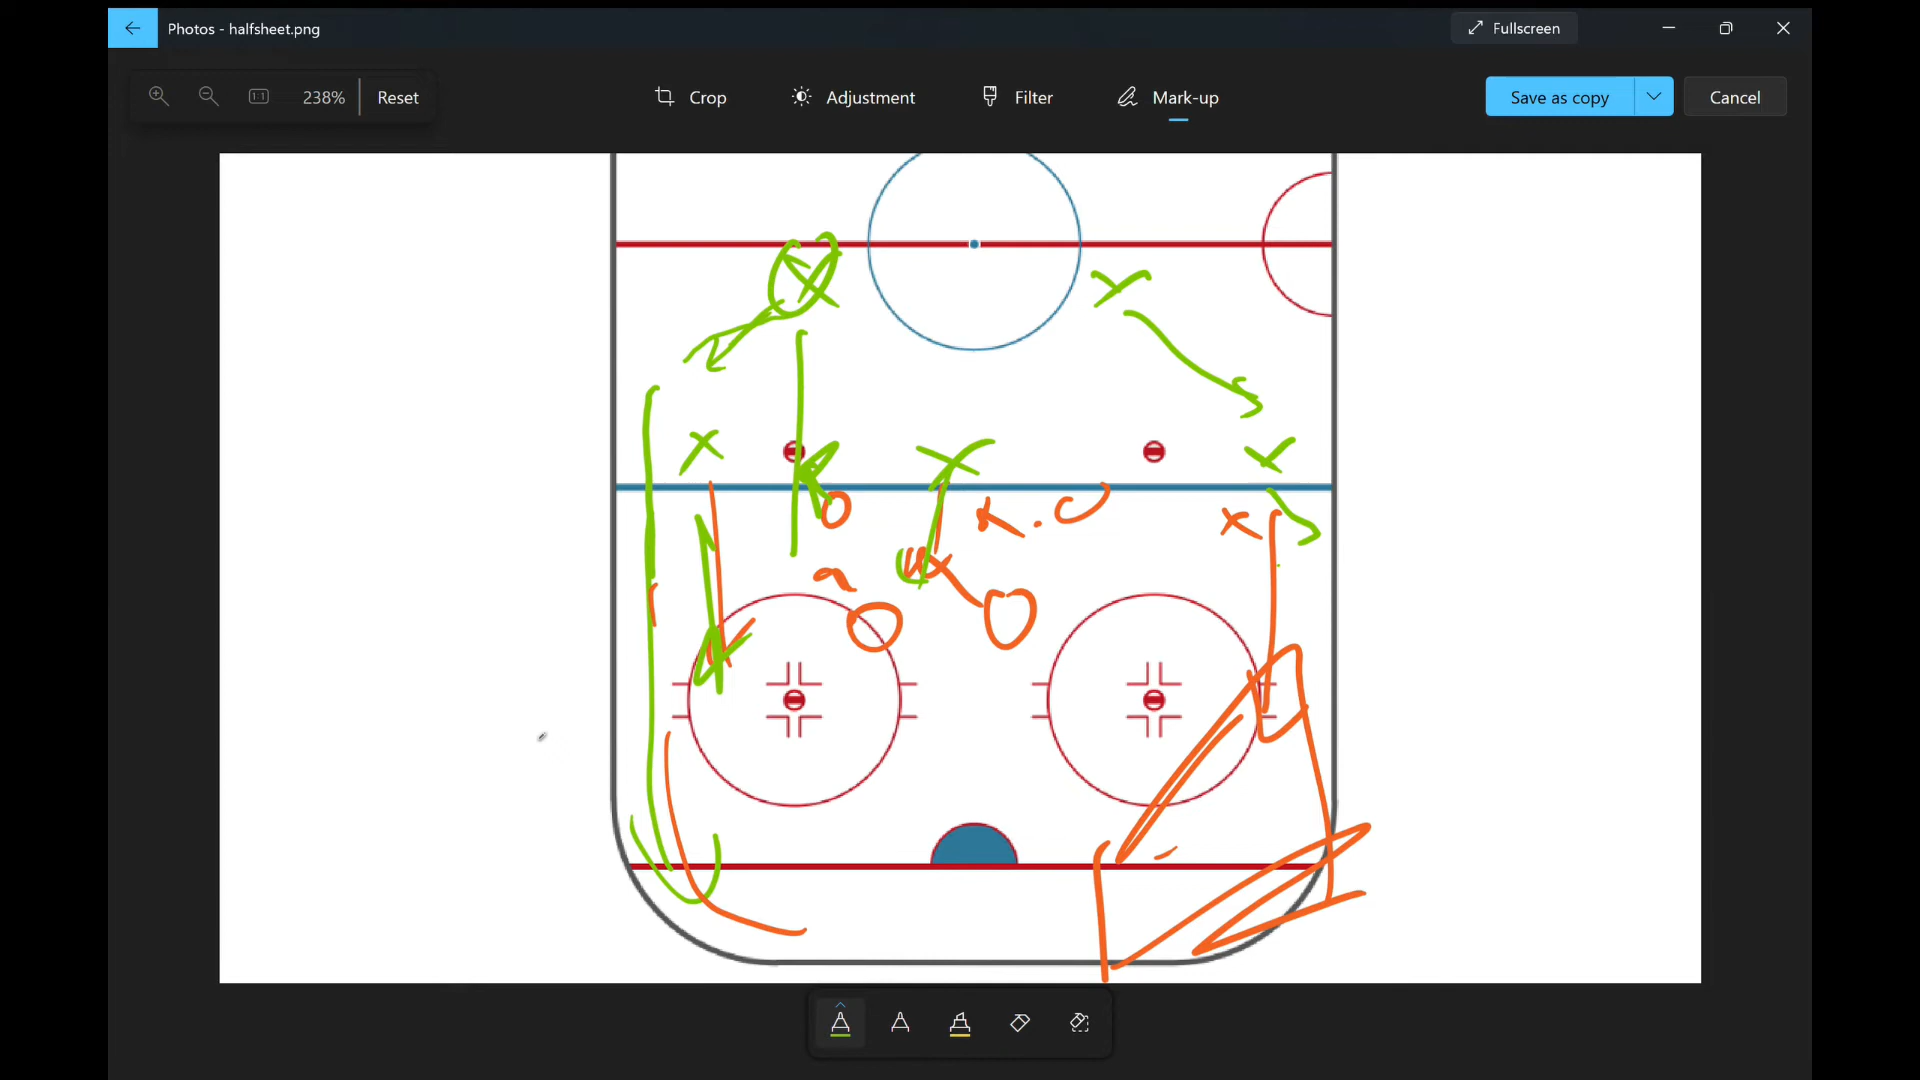 Photos - halfsheet.png
Fullscreen
238%
Reset
Crop
Adjustment
Filter
Mark-up
Save as copy
Cancel
X
X
X
X
X
O
X
O
O